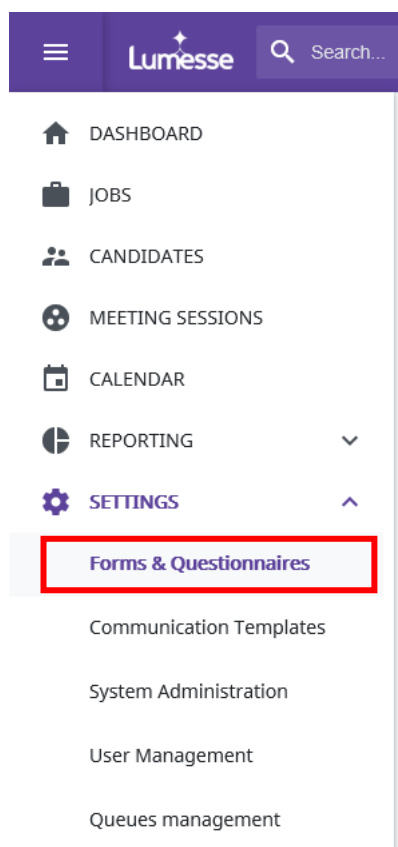 Lumesse
Search...
DASHBOARD
JOBS
CANDIDATES
MEETING SESSIONS
CALENDAR
REPORTING
SETTINGS
Forms & Questionnaires
Communication Templates
System Administration
User Management
Queues management